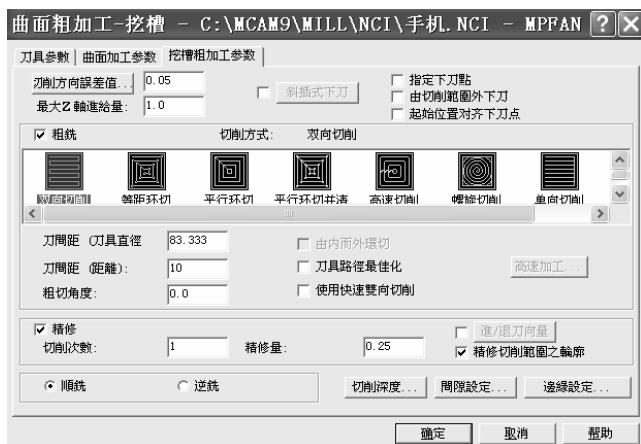 曲面粗加工-挖槽 - C:\MCAM9\MILL\NCI\手机.NCI - MPFAN
刀具參數 曲面加工参数 挖槽粗加工参数
切削方向誤差值... 0.05 斜插式下刀 指定下刀點
由切削範圍外下刀
最大Z 軸進給量: 1.0 起始位置对齐下刀点
粗銑 切削方式: 双向切削
双向切削 等距环切 平行环切 平行环切并清 高速切削 螺旋切削 单向切削
刀間距 (刀具直徑 83.333 由内而外環切
刀間距 (距離): 10 刀具路徑最佳化 高速加工...
粗切角度: 0.0 使用快速雙向切削
精修 進/退刀向量
切削次數: 1 精修量: 0.25 精修切削範圍之輪廓
順銑 逆銑 切削深度... 間隙設定... 邊緣設定...
确定 取消 帮助